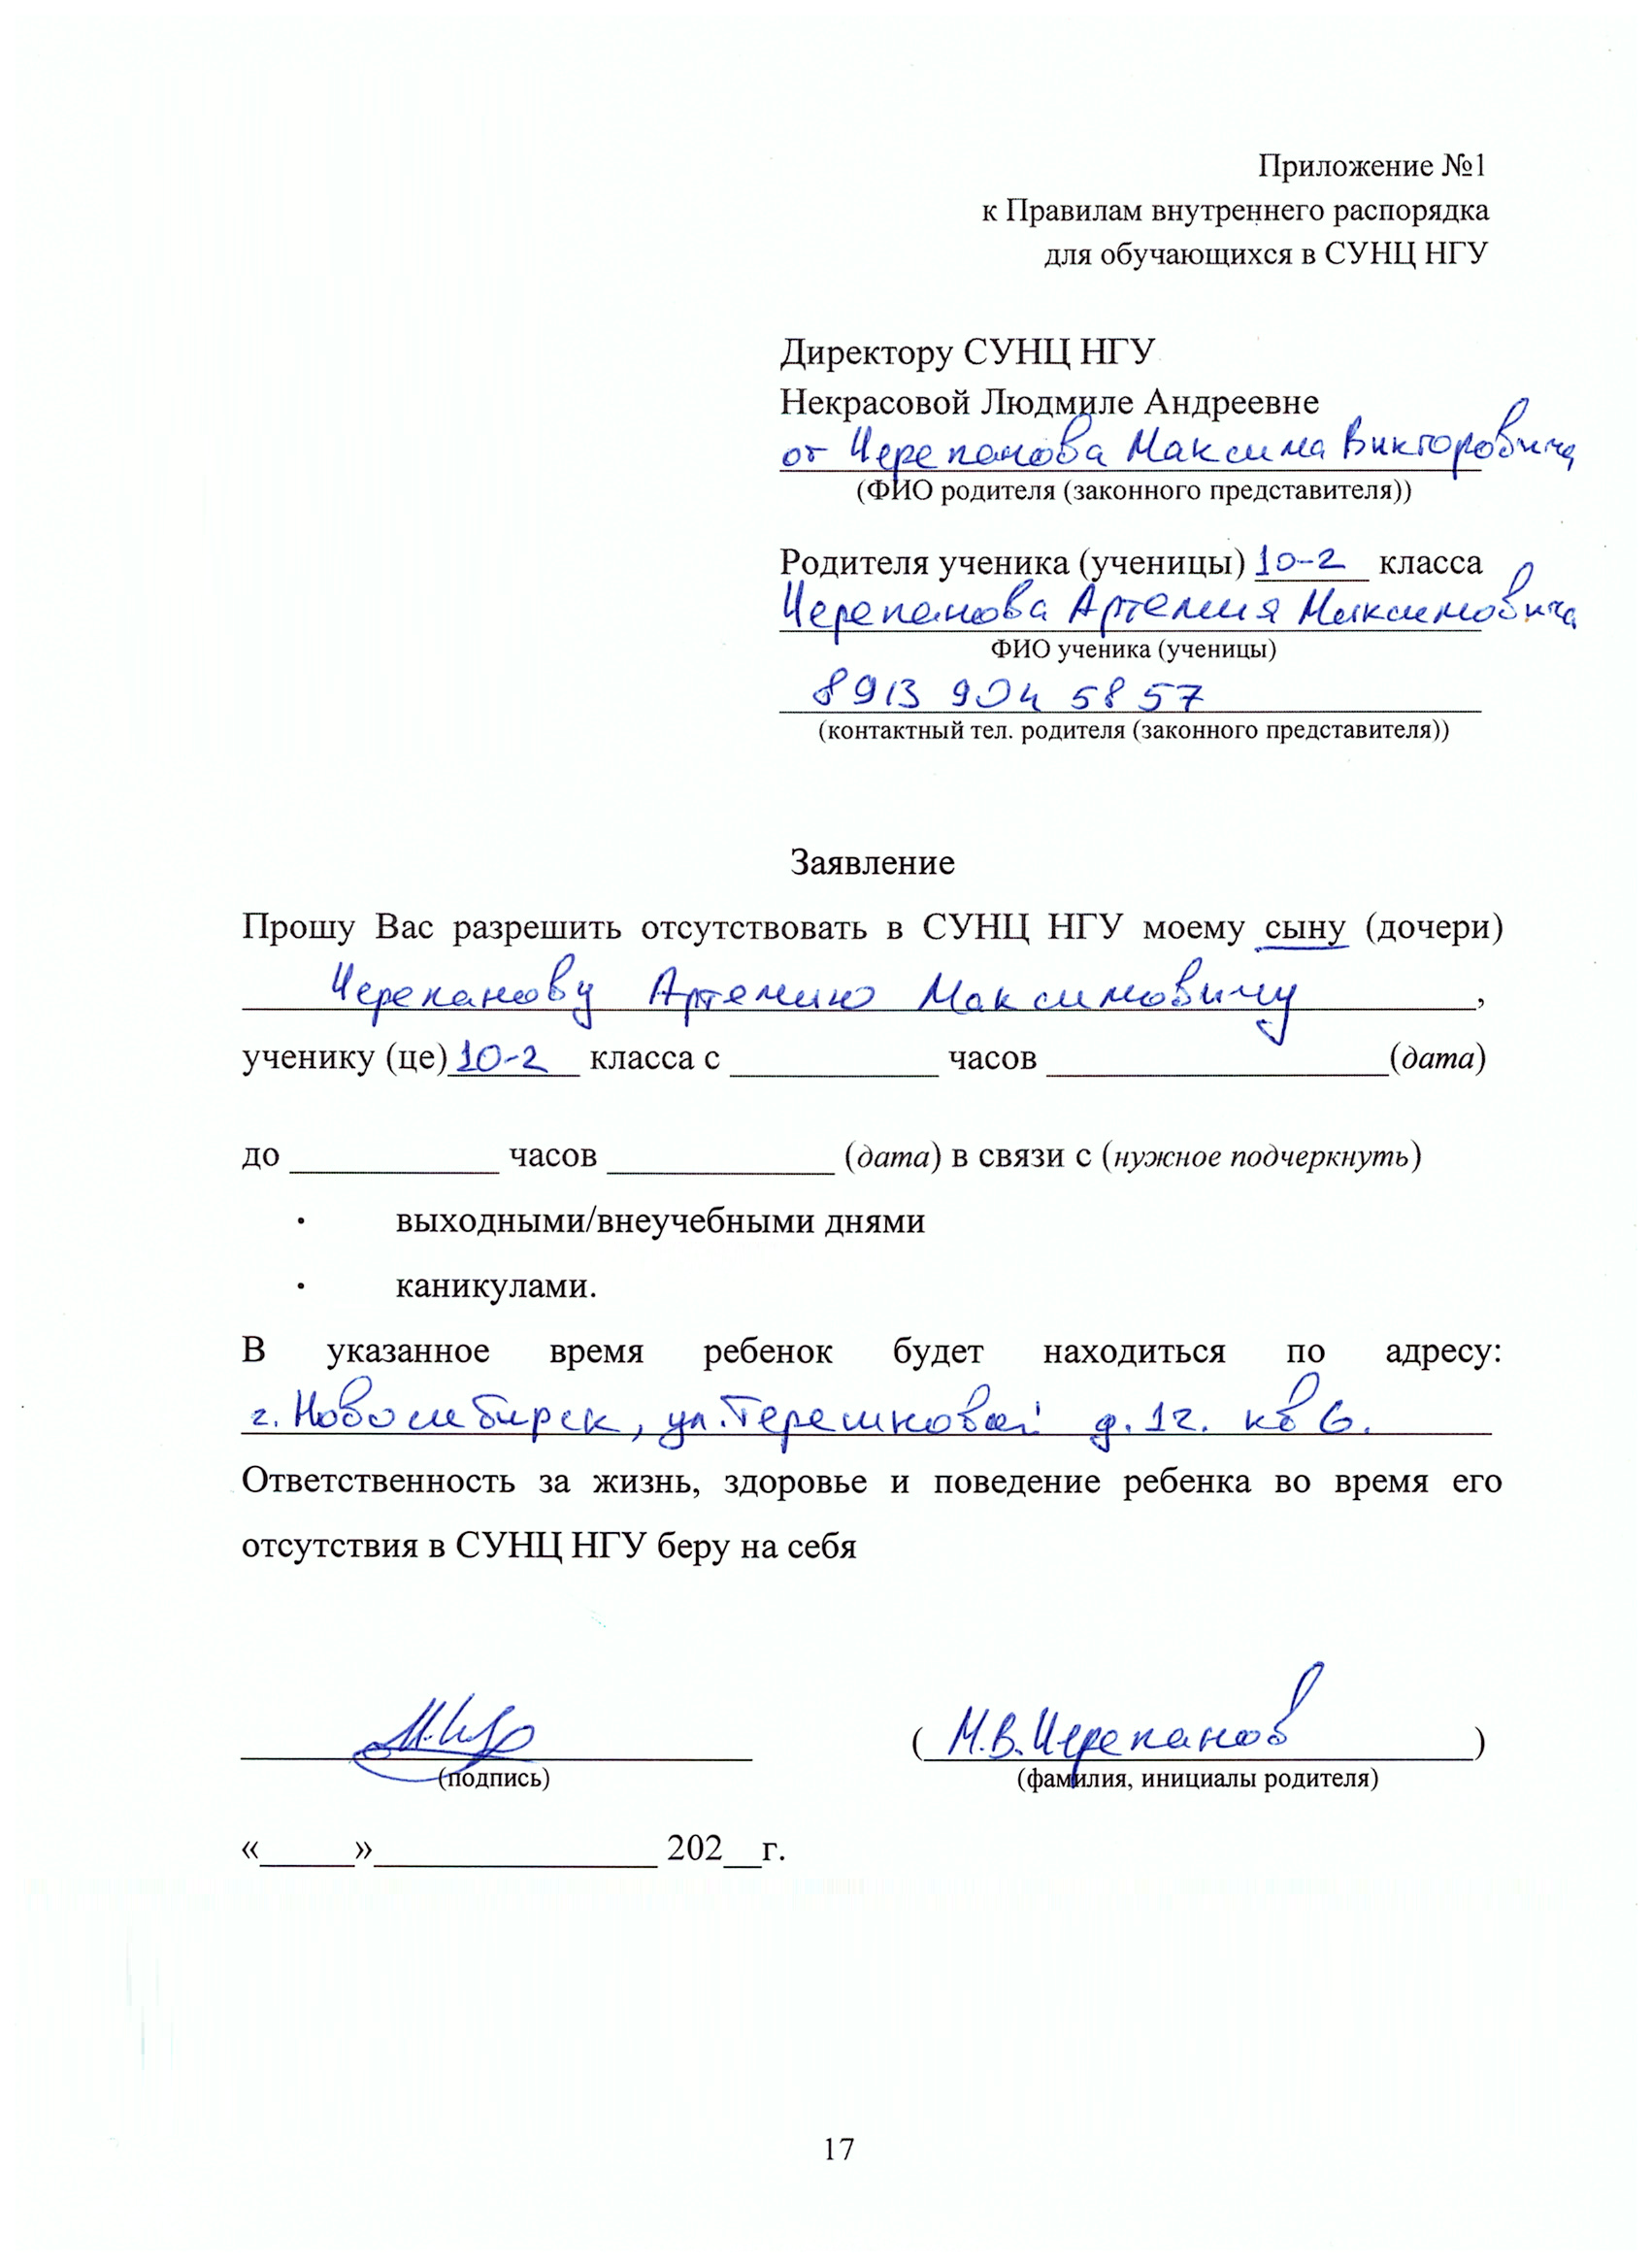 Приложение №1
к Правилам внутреннего распорядка
для обучающихся в СУНЦ НГУ
Директору СУНЦ НГУ
Некрасовой Людмиле Андреевне
от Черепанова Максима Викторовича
(ФИО родителя (законного представителя))
Родителя ученика (ученицы) 10-2 класса
Черепанова Артемия Максимовича
ФИО ученика (ученицы)
8 913 904 58 57
(контактный тел. родителя (законного представителя))
Заявление
Прошу Вас разрешить отсутствовать в СУНЦ НГУ моему сыну (дочери)
Черепанову Артемию Максимовичу,
ученику (це) 10-2 класса с ____________ часов ____________________(дата)
до ____________ часов _____________ (дата) в связи с (нужное подчеркнуть)
• выходными/внеучебными днями
• каникулами.
В указанное время ребенок будет находиться по адресу:
г. Новосибирск, ул. Терешковой д. 12. кв 6.
Ответственность за жизнь, здоровье и поведение ребенка во время его
отсутствия в СУНЦ НГУ беру на себя
(М.В. Черепанов)
(подпись) (фамилия, инициалы родителя)
«_____»________________ 202__г.
17